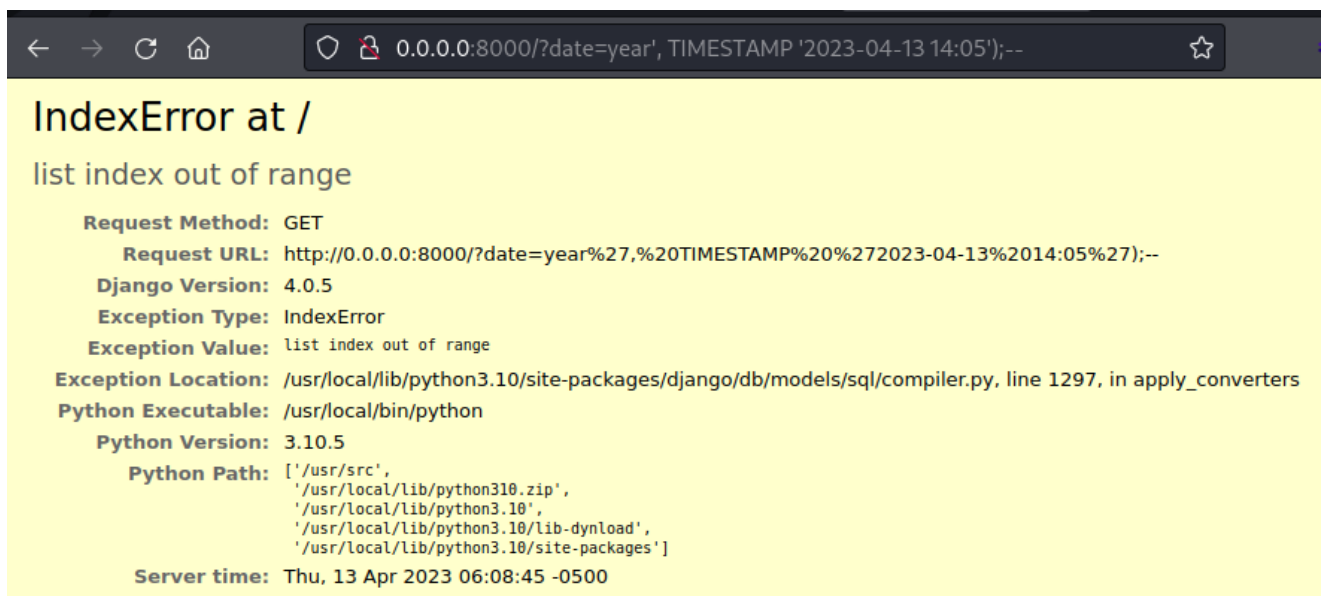 0.0.0.0:8000/?date=year', TIMESTAMP '2023-04-13 14:05');--
IndexError at /
list index out of range
Request Method: GET
Request URL: http://0.0.0.0:8000/?date=year%27,%20TIMESTAMP%20%272023-04-13%2014:05%27);--
Django Version: 4.0.5
Exception Type: IndexError
Exception Value: list index out of range
Exception Location: /usr/local/lib/python3.10/site-packages/django/db/models/sql/compiler.py, line 1297, in apply_converters
Python Executable: /usr/local/bin/python
Python Version: 3.10.5
Python Path: ['/usr/src',
'/usr/local/lib/python310.zip',
'/usr/local/lib/python3.10',
'/usr/local/lib/python3.10/lib-dynload',
'/usr/local/lib/python3.10/site-packages']
Server time: Thu, 13 Apr 2023 06:08:45 -0500